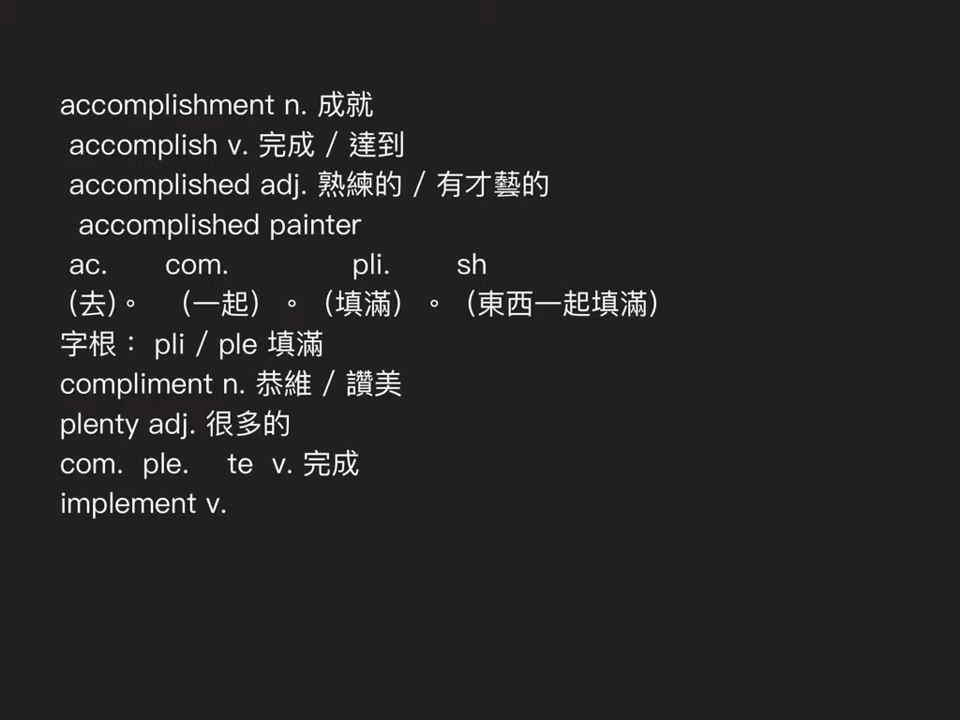 accomplishment n. 成就
accomplish v. 完成 / 達到
accomplished adj. 熟練的 / 有才藝的
accomplished painter
ac. com. pli. sh
(去)。 （一起）。（填滿）。（東西一起填滿）
字根： pli / ple 填滿
compliment n. 恭維 / 讚美
plenty adj. 很多的
com. ple. te v. 完成
implement v.